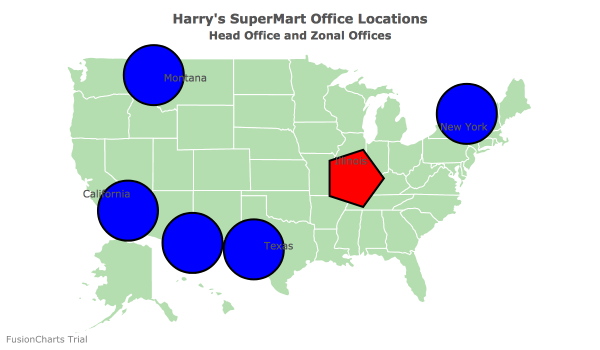 Harry's SuperMart Office Locations
Head Office and Zonal Offices
Montana
New York
Illinois
California
Texas
FusionCharts Trial